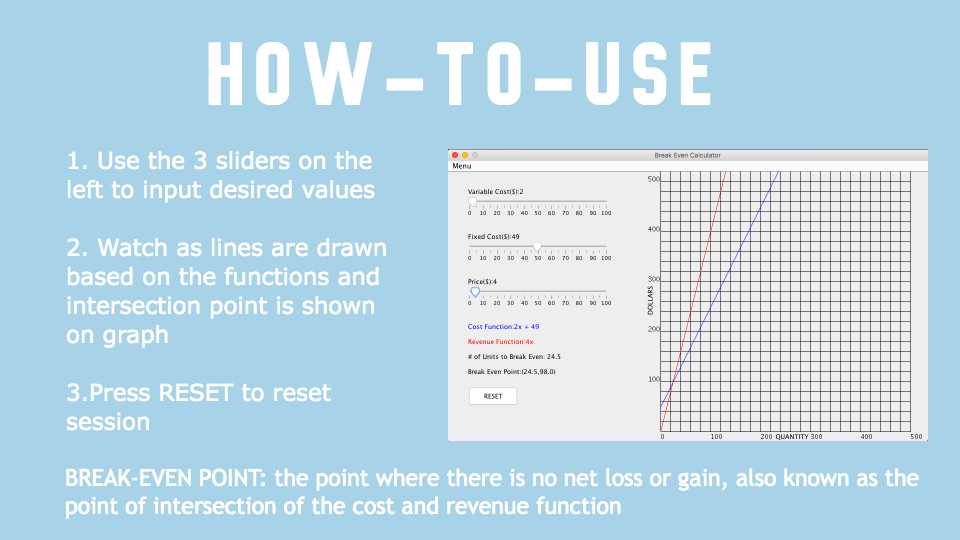 HOW-TO-USE
1. Use the 3 sliders on the
left to input desired values
2. Watch as lines are drawn
based on the functions and
intersection point is shown
on graph
3.Press RESET to reset
session
Break Even Calculator
Menu
Variable Cost($):2
0 10 20 30 40 50 60 70 80 90 100
Fixed Cost($):49
0 10 20 30 40 50 60 70 80 90 100
Price($):4
0 10 20 30 40 50 60 70 80 90 100
Cost Function:2x + 49
Revenue Function:4x
# of Units to Break Even: 24.5
Break Even Point:(24.5,98.0)
RESET
500
400
300
DOLLARS
200
100
0 100 200 QUANTITY 300 400 500
BREAK-EVEN POINT: the point where there is no net loss or gain, also known as the
point of intersection of the cost and revenue function